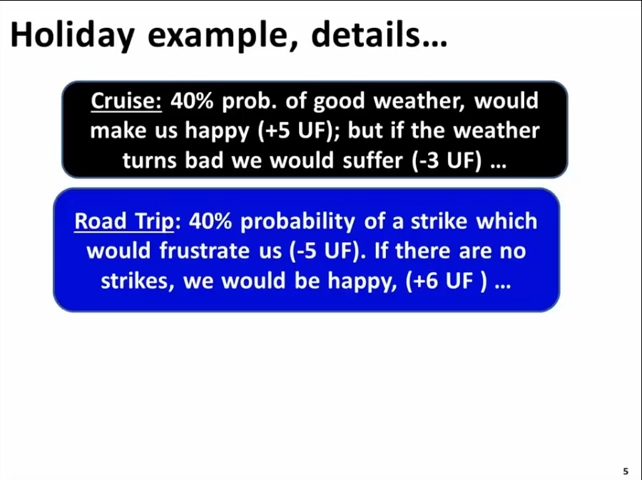 Holiday example, details…
Cruise: 40% prob. of good weather, would
make us happy (+5 UF); but if the weather
turns bad we would suffer (-3 UF) …
Road Trip: 40% probability of a strike which
would frustrate us (-5 UF). If there are no
strikes, we would be happy, (+6 UF ) …
5